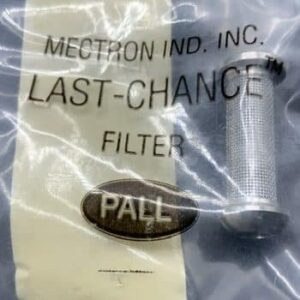 MECTRON IND. INC.
LAST-CHANCE™
FILTER
PALL